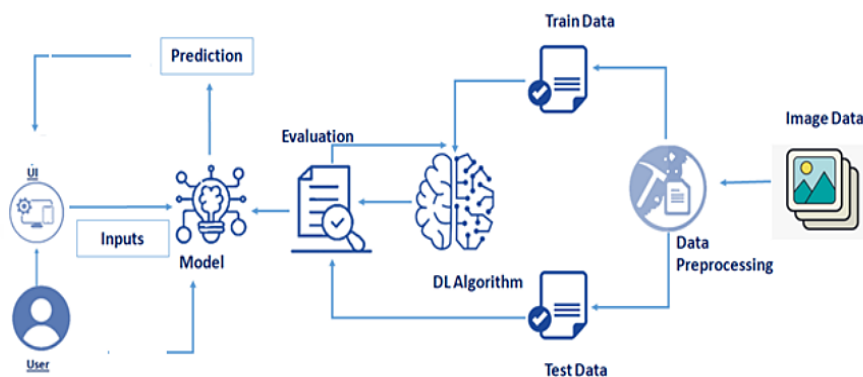 Train Data
Prediction
Image Data
Evaluation
UI
Inputs
Model
Data
Preprocessing
DL Algorithm
User
Test Data